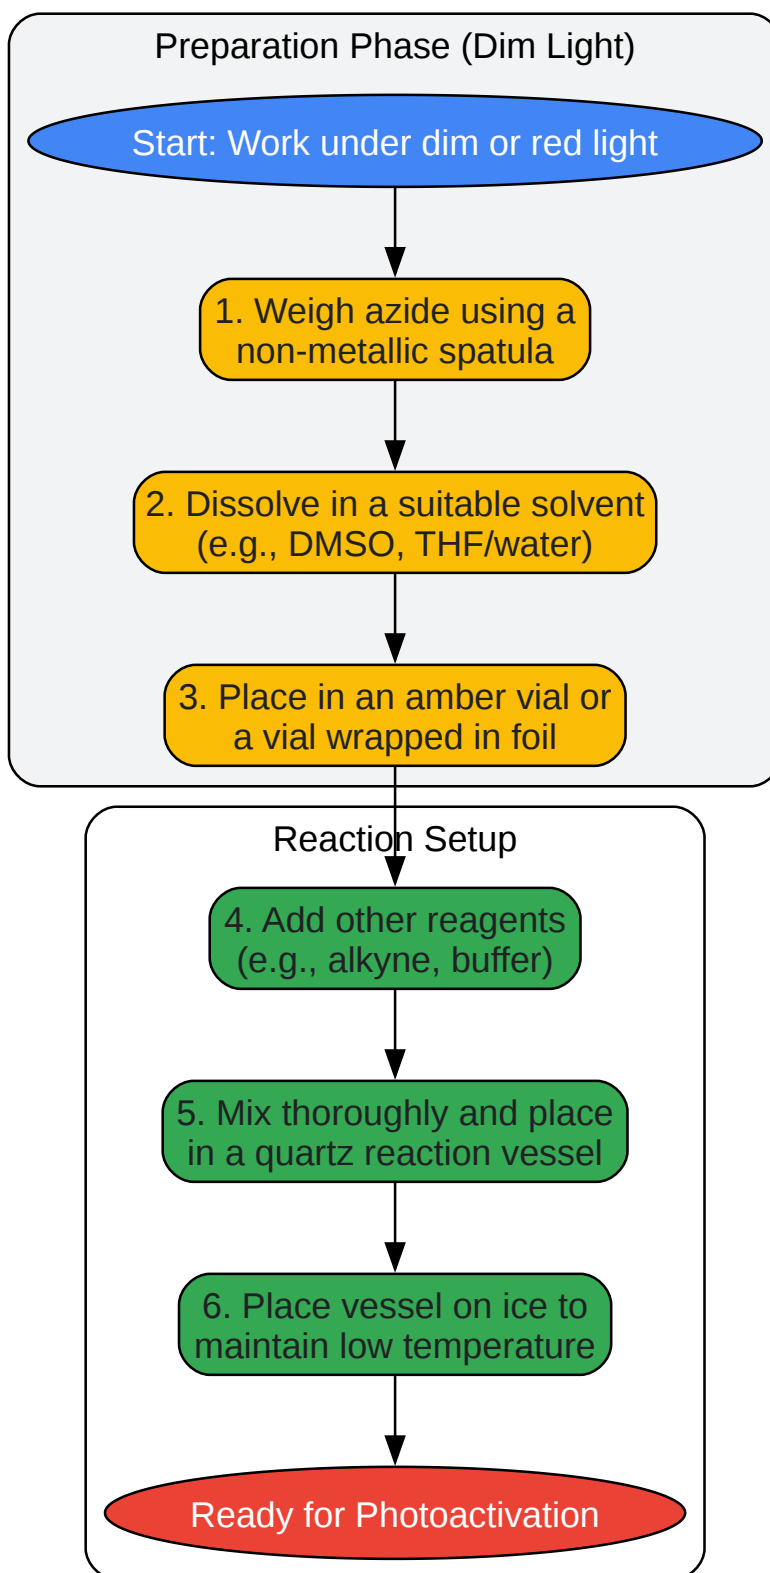 Preparation Phase (Dim Light)
Start: Work under dim or red light
1. Weigh azide using a
non-metallic spatula
2. Dissolve in a suitable solvent
(e.g., DMSO, THF/water)
3. Place in an amber vial or
a vial wrapped in foil
Reaction Setup
4. Add other reagents
(e.g., alkyne, buffer)
5. Mix thoroughly and place
in a quartz reaction vessel
6. Place vessel on ice to
maintain low temperature
Ready for Photoactivation